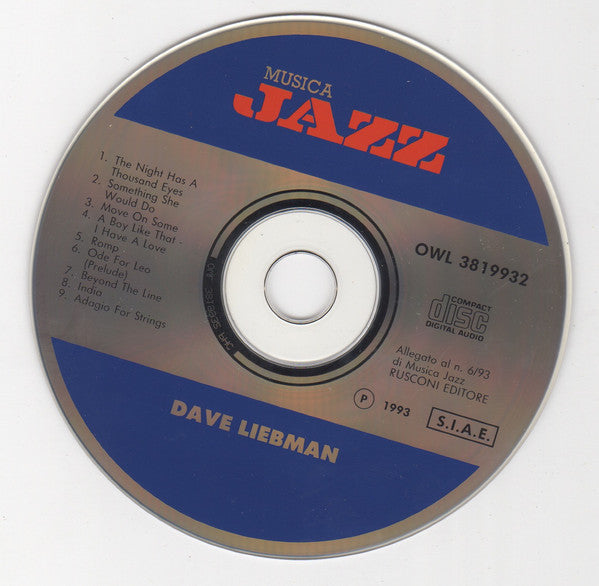 MUSICA
JAZZ
1. The Night Has A
Thousand Eyes
2. Something She
Would Do
3. Move On Some
4. A Boy Like That -
I Have A Love
5. Romp
6. Ode For Leo
(Prelude)
7. Beyond The Line
8. India
9. Adagio For Strings
OWL 3819932
COMPACT
disc
DIGITAL AUDIO
Allegato al n. 6/93
di Musica Jazz
RUSCONI EDITORE
P 1993
S.I.A.E.
DAVE LIEBMAN